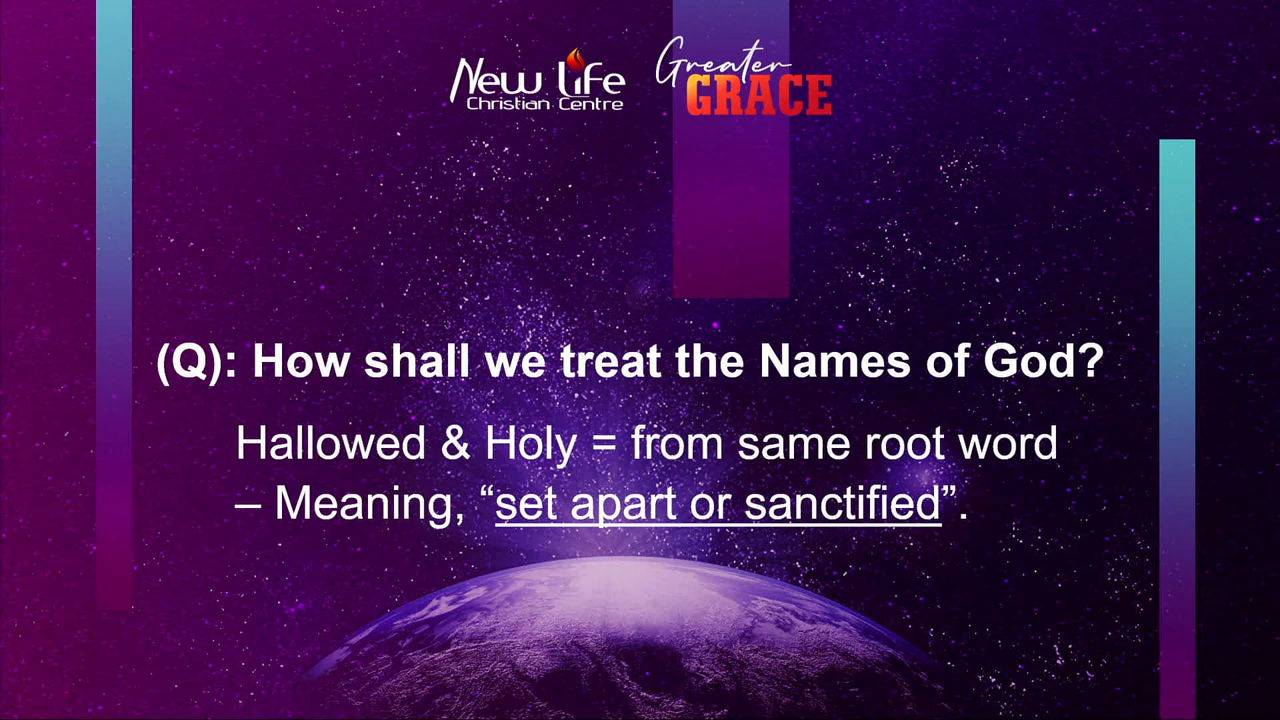 New Life
Christian Centre
Greater
GRACE
(Q): How shall we treat the Names of God?
Hallowed & Holy = from same root word
– Meaning, “set apart or sanctified”.